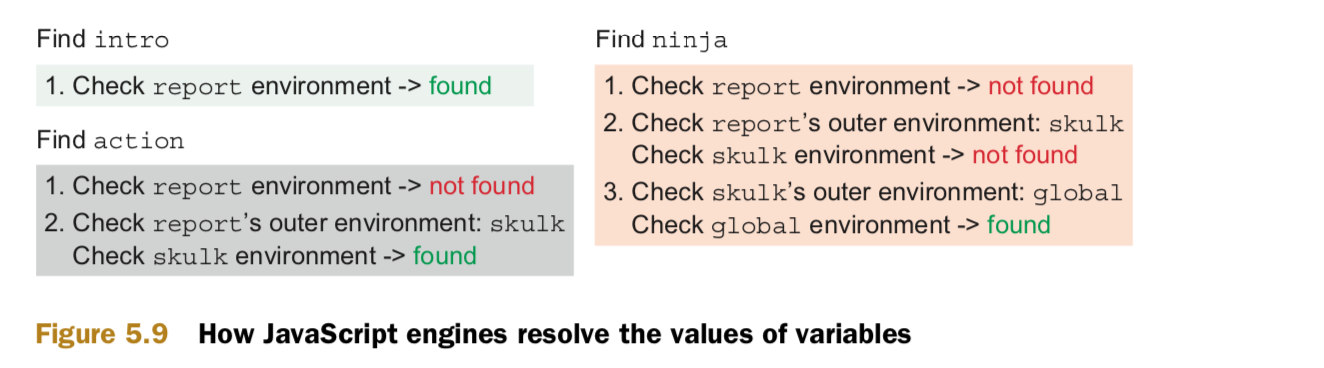 Find intro
1. Check report environment -> found
Find action
1. Check report environment -> not found
2. Check report’s outer environment: skulk
Check skulk environment -> found
Find ninja
1. Check report environment -> not found
2. Check report’s outer environment: skulk
Check skulk environment -> not found
3. Check skulk’s outer environment: global
Check global environment -> found
Figure 5.9 How JavaScript engines resolve the values of variables